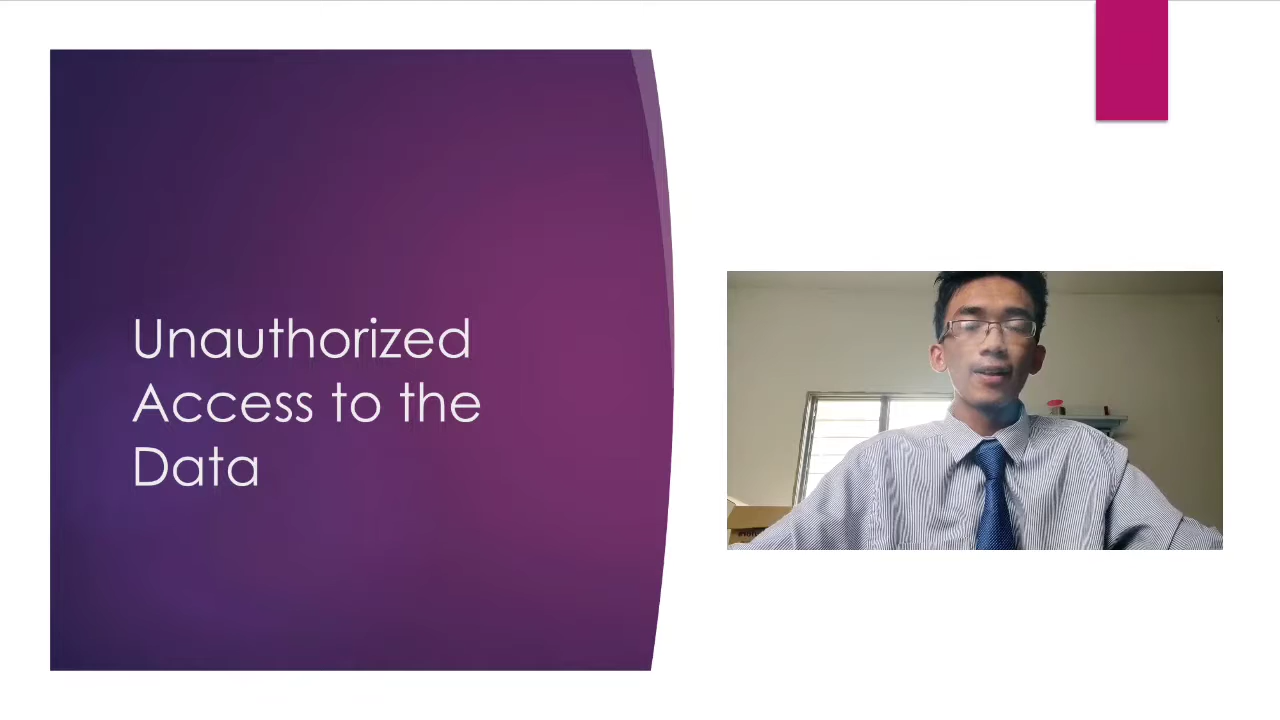 Unauthorized
Access to the
Data